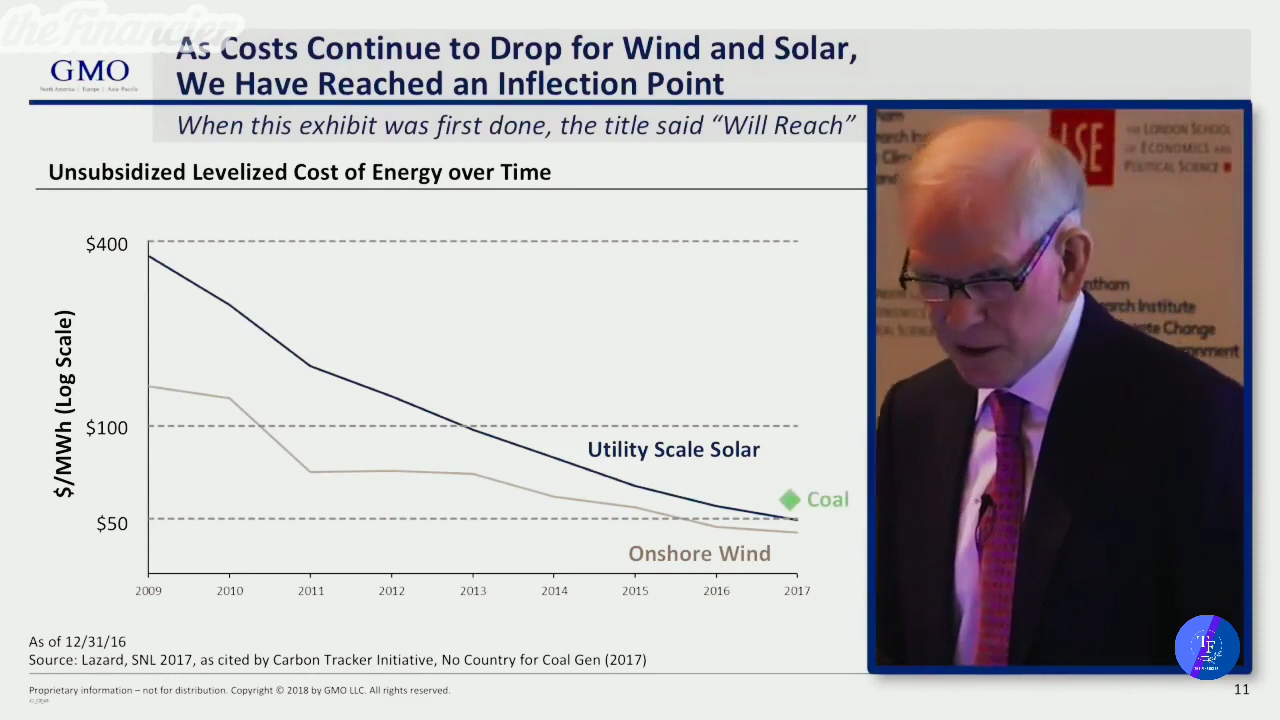 theFinancier
GMO
North America | Europe | Asia-Pacific
As Costs Continue to Drop for Wind and Solar,
We Have Reached an Inflection Point
When this exhibit was first done, the title said “Will Reach”
Unsubsidized Levelized Cost of Energy over Time
$/MWh (Log Scale)
$400
$100
$50
Utility Scale Solar
Coal
Onshore Wind
2009 2010 2011 2012 2013 2014 2015 2016 2017
As of 12/31/16
Source: Lazard, SNL 2017, as cited by Carbon Tracker Initiative, No Country for Coal Gen (2017)
Proprietary information – not for distribution. Copyright © 2018 by GMO LLC. All rights reserved.
11
LSE
THE LONDON SCHOOL
OF ECONOMICS AND
POLITICAL SCIENCE
ntham
arch Institute
te Change
ronment
TF